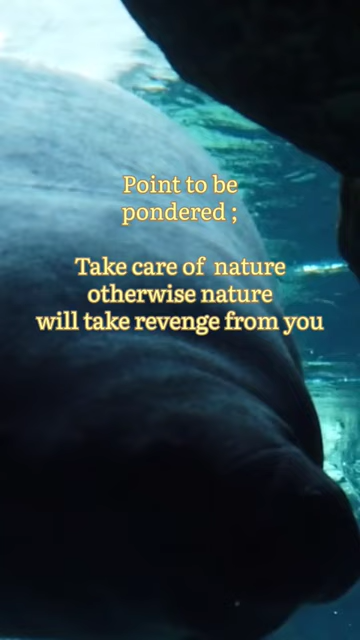 Point to be
pondered ;
Take care of  nature
otherwise nature
will take revenge from you